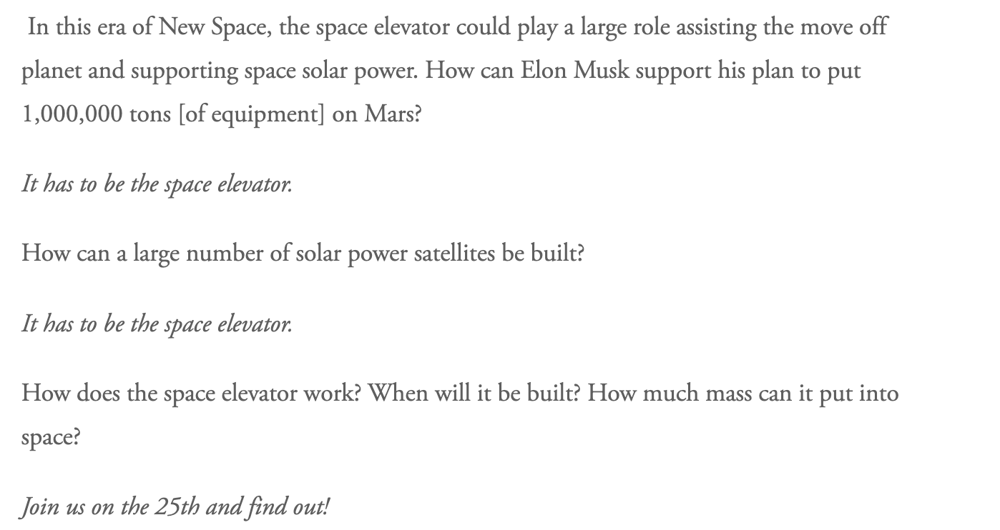 In this era of New Space, the space elevator could play a large role assisting the move off
planet and supporting space solar power. How can Elon Musk support his plan to put
1,000,000 tons [of equipment] on Mars?
It has to be the space elevator.
How can a large number of solar power satellites be built?
It has to be the space elevator.
How does the space elevator work? When will it be built? How much mass can it put into
space?
Join us on the 25th and find out!